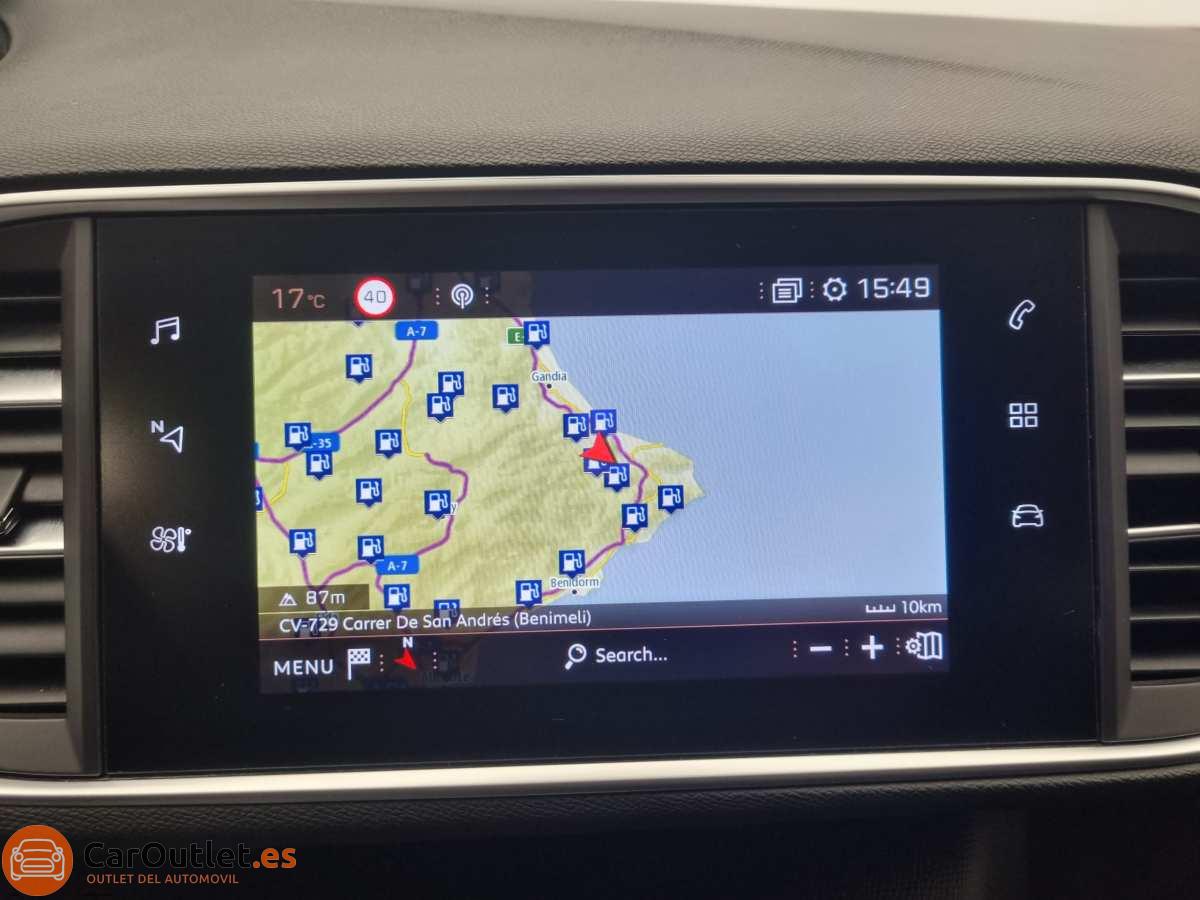 17°C 40 15:49
A-7
E-
Gandia
-35
A-7
Benidorm
87m
10km
CV-729 Carrer De San Andrés (Benimeli)
N
N
MENU Search... − +
CarOutlet.es
OUTLET DEL AUTOMOVIL